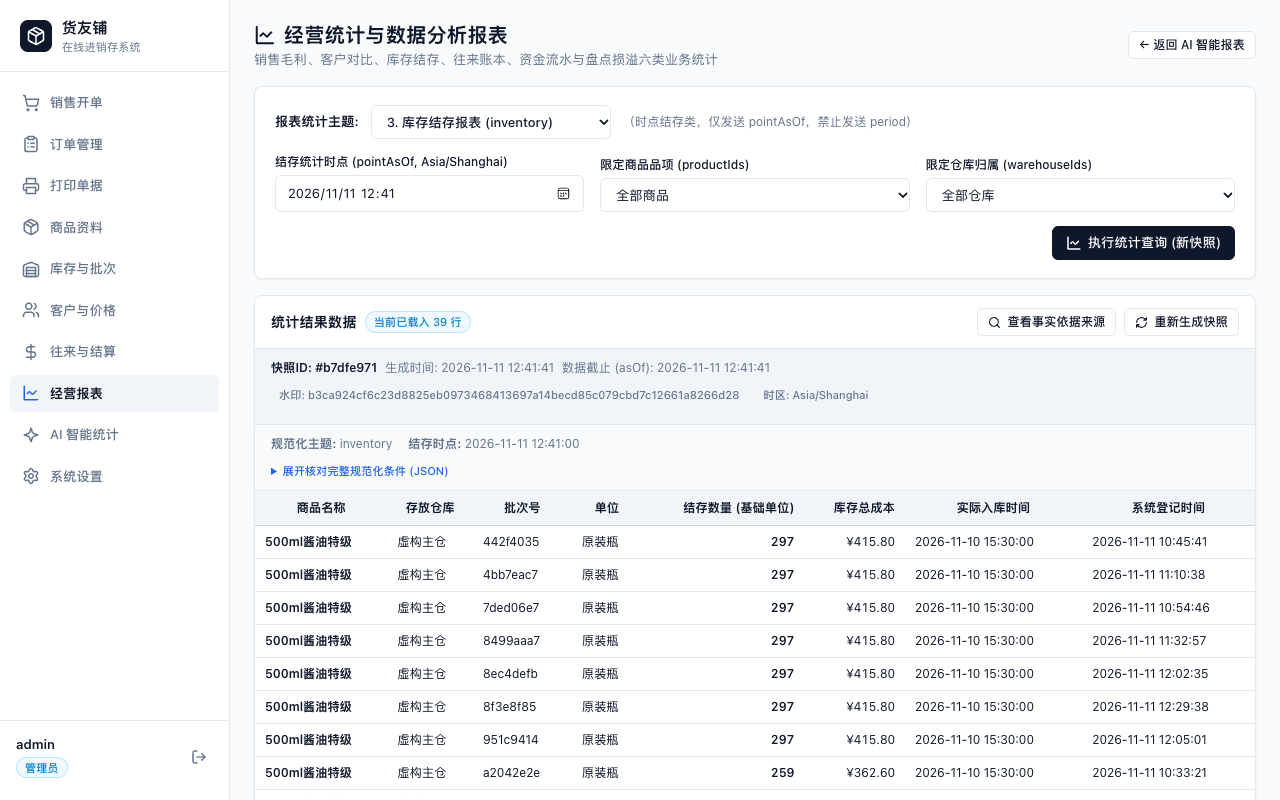 货友铺
在线进销存系统
销售开单
订单管理
打印单据
商品资料
库存与批次
客户与价格
往来与结算
经营报表
AI 智能统计
系统设置
admin
管理员
经营统计与数据分析报表
销售毛利、客户对比、库存结存、往来账本、资金流水与盘点损溢六类业务统计
← 返回 AI 智能报表
报表统计主题: 3. 库存结存报表 (inventory) (时点结存类，仅发送 pointAsOf，禁止发送 period)
结存统计时点 (pointAsOf, Asia/Shanghai)
2026/11/11 12:41
限定商品品项 (productIds)
全部商品
限定仓库归属 (warehouseIds)
全部仓库
执行统计查询 (新快照)
统计结果数据 当前已载入 39 行 查看事实依据来源 重新生成快照
快照ID: #b7dfe971 生成时间: 2026-11-11 12:41:41 数据截止 (asOf): 2026-11-11 12:41:41
水印: b3ca924cf6c23d8825eb0973468413697a14becd85c079cbd7c12661a8266d28 时区: Asia/Shanghai
规范化主题: inventory 结存时点: 2026-11-11 12:41:00
展开核对完整规范化条件 (JSON)
商品名称 存放仓库 批次号 单位 结存数量 (基础单位) 库存总成本 实际入库时间 系统登记时间
500ml酱油特级 虚构主仓 442f4035 原装瓶 297 ¥415.80 2026-11-10 15:30:00 2026-11-11 10:45:41
500ml酱油特级 虚构主仓 4bb7eac7 原装瓶 297 ¥415.80 2026-11-10 15:30:00 2026-11-11 11:10:38
500ml酱油特级 虚构主仓 7ded06e7 原装瓶 297 ¥415.80 2026-11-10 15:30:00 2026-11-11 10:54:46
500ml酱油特级 虚构主仓 8499aaa7 原装瓶 297 ¥415.80 2026-11-10 15:30:00 2026-11-11 11:32:57
500ml酱油特级 虚构主仓 8ec4defb 原装瓶 297 ¥415.80 2026-11-10 15:30:00 2026-11-11 12:02:35
500ml酱油特级 虚构主仓 8f3e8f85 原装瓶 297 ¥415.80 2026-11-10 15:30:00 2026-11-11 12:29:38
500ml酱油特级 虚构主仓 951c9414 原装瓶 297 ¥415.80 2026-11-10 15:30:00 2026-11-11 12:05:01
500ml酱油特级 虚构主仓 a2042e2e 原装瓶 259 ¥362.60 2026-11-10 15:30:00 2026-11-11 10:33:21